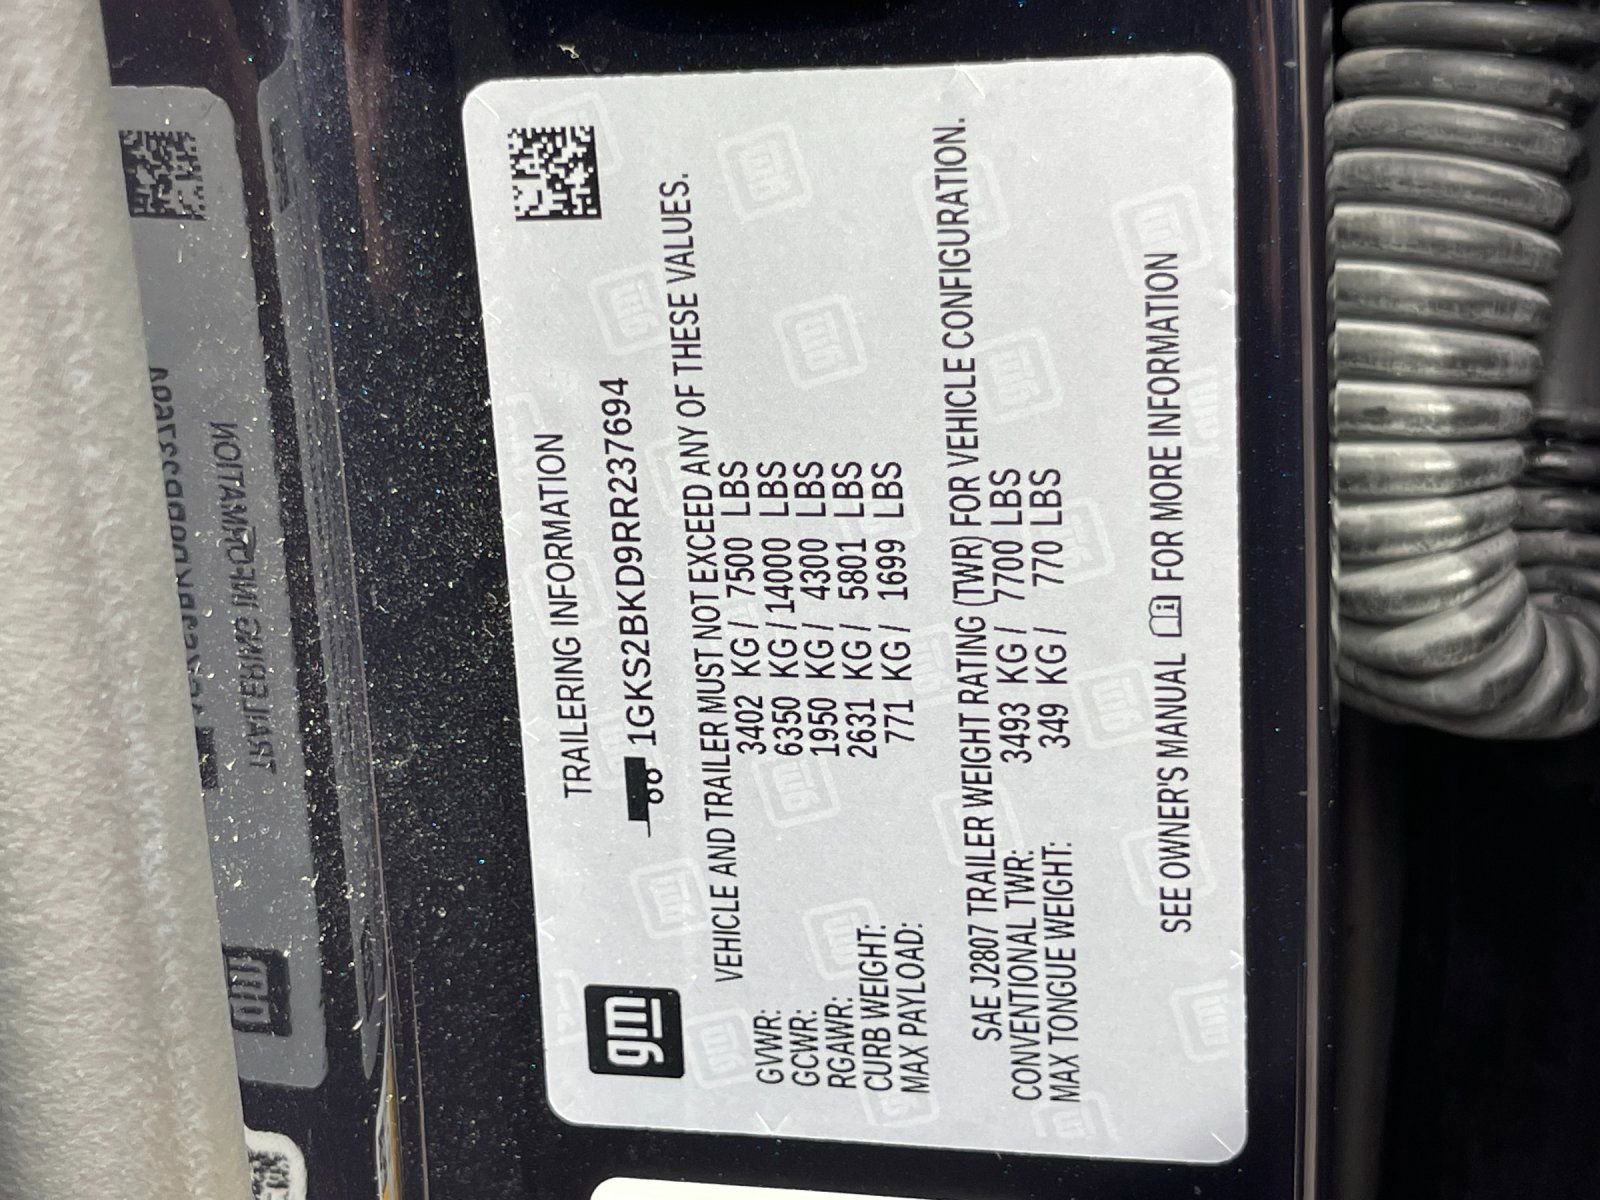 TRAILERING INFORMATION
gm
1GKS2BKD9RR237694
VEHICLE AND TRAILER MUST NOT EXCEED ANY OF THESE VALUES.
GVWR: 3402 KG / 7500 LBS
GCWR: 6350 KG / 14000 LBS
RGAWR: 1950 KG / 4300 LBS
CURB WEIGHT: 2631 KG / 5801 LBS
MAX PAYLOAD: 771 KG / 1699 LBS
SAE J2807 TRAILER WEIGHT RATING (TWR) FOR VEHICLE CONFIGURATION.
CONVENTIONAL TWR: 3493 KG / 7700 LBS
MAX TONGUE WEIGHT: 349 KG / 770 LBS
SEE OWNER'S MANUAL FOR MORE INFORMATION
TRAILERING INFORMATION
gm